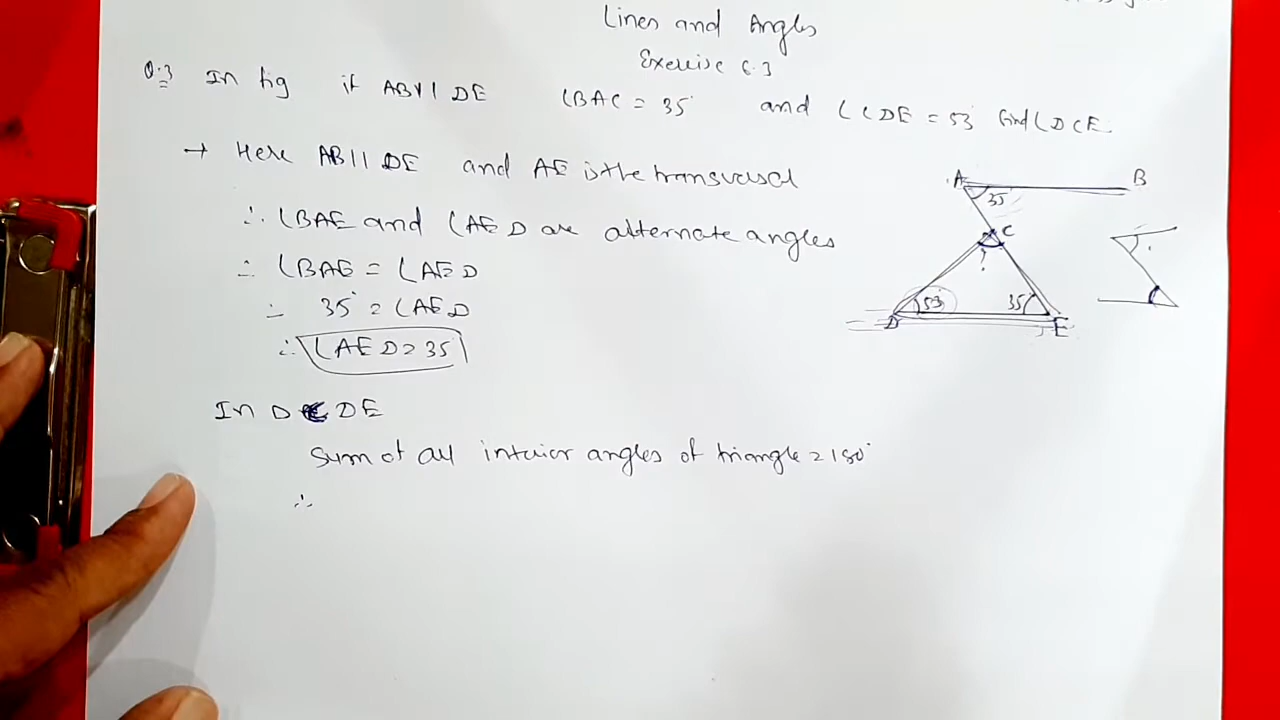 Lines and Angles
Exercise 6.3
Q.3 In fig if AB || DE ∠BAC = 35° and ∠CDE = 53° find ∠DCE.
→ Here AB || DE and AE is the transversal
∴ ∠BAE and ∠AED are alternate angles
∴ ∠BAE = ∠AED
∴ 35° = ∠AED
∴ ∠AED = 35
In Δ CDE
Sum of all interior angles of triangle = 180°
∴
A B
35
C
?
53° 35
D E